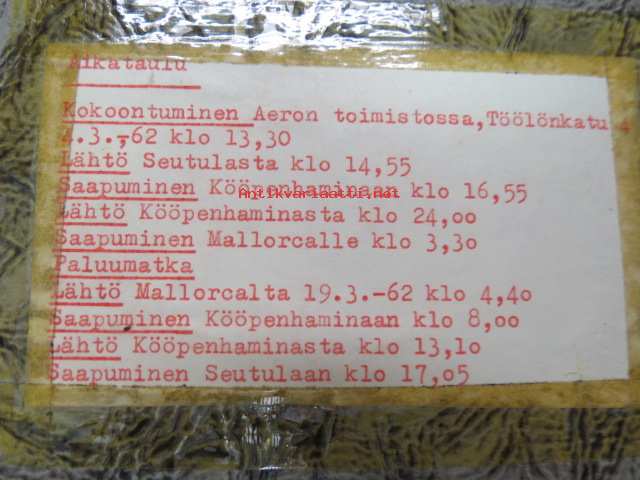 Aikataulu
Kokoontuminen Aeron toimistossa, Töölönkatu 4
4.3.-62 klo 13,30
Lähtö Seutulasta klo 14,55
Saapuminen Kööpenhaminaan klo 16,55
Antikvariaatti.net
Lähtö Kööpenhaminasta klo 24,oo
Saapuminen Mallorcalle klo 3,3o
Paluumatka
Lähtö Mallorcalta 19.3.-62 klo 4,4o
Saapuminen Kööpenhaminaan klo 8,oo
Lähtö Kööpenhaminasta klo 13,1o
Saapuminen Seutulaan klo 17,o5